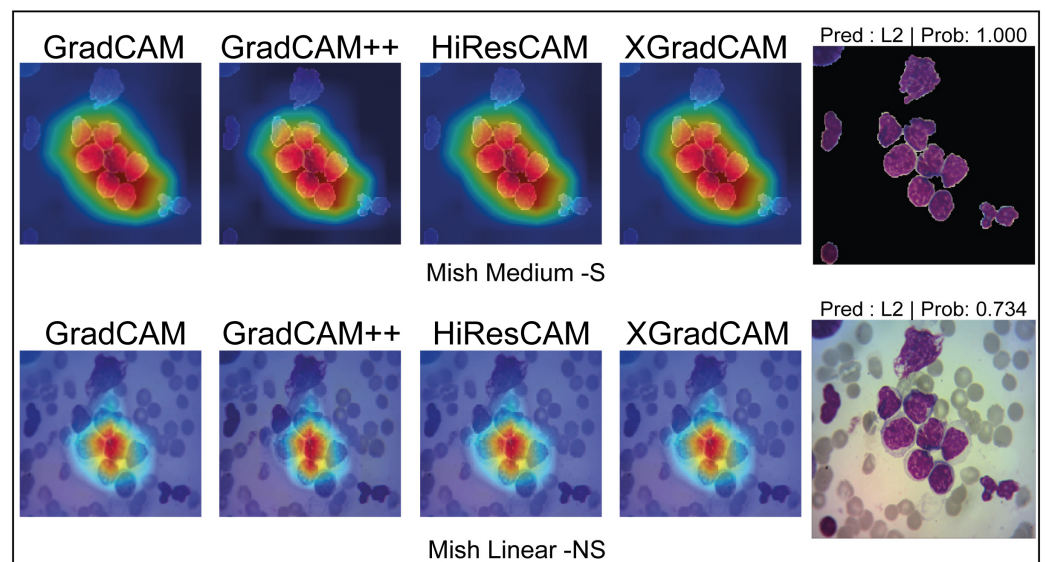 GradCAM GradCAM++ HiResCAM XGradCAM Pred : L2 | Prob: 1.000
Mish Medium -S
GradCAM GradCAM++ HiResCAM XGradCAM Pred : L2 | Prob: 0.734
Mish Linear -NS